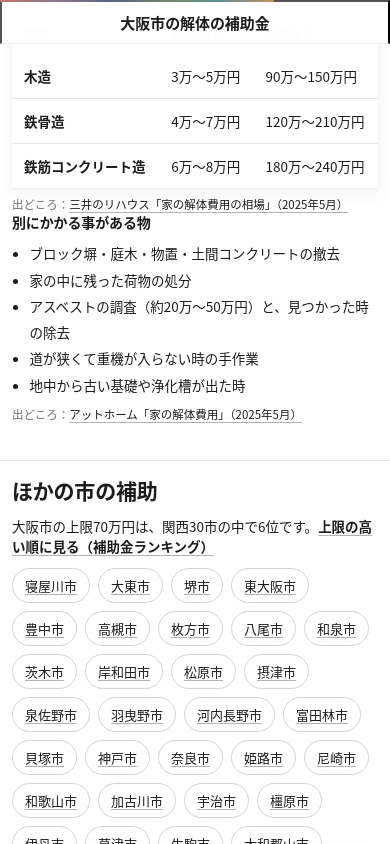 大阪市の解体の補助金
木造 3万〜5万円 90万〜150万円
鉄骨造 4万〜7万円 120万〜210万円
鉄筋コンクリート造 6万〜8万円 180万〜240万円
出どころ：三井のリハウス「家の解体費用の相場」（2025年5月）
別にかかる事がある物
ブロック塀・庭木・物置・土間コンクリートの撤去
家の中に残った荷物の処分
アスベストの調査（約20万〜50万円）と、見つかった時
の除去
道が狭くて重機が入らない時の手作業
地中から古い基礎や浄化槽が出た時
出どころ：アットホーム「家の解体費用」（2025年5月）
ほかの市の補助
大阪市の上限70万円は、関西30市の中で6位です。上限の高
い順に見る（補助金ランキング）
寝屋川市 大東市 堺市 東大阪市
豊中市 高槻市 枚方市 八尾市 和泉市
茨木市 岸和田市 松原市 摂津市
泉佐野市 羽曳野市 河内長野市 富田林市
貝塚市 神戸市 奈良市 姫路市 尼崎市
和歌山市 加古川市 宇治市 橿原市
伊丹市 草津市 生駒市 大和郡山市